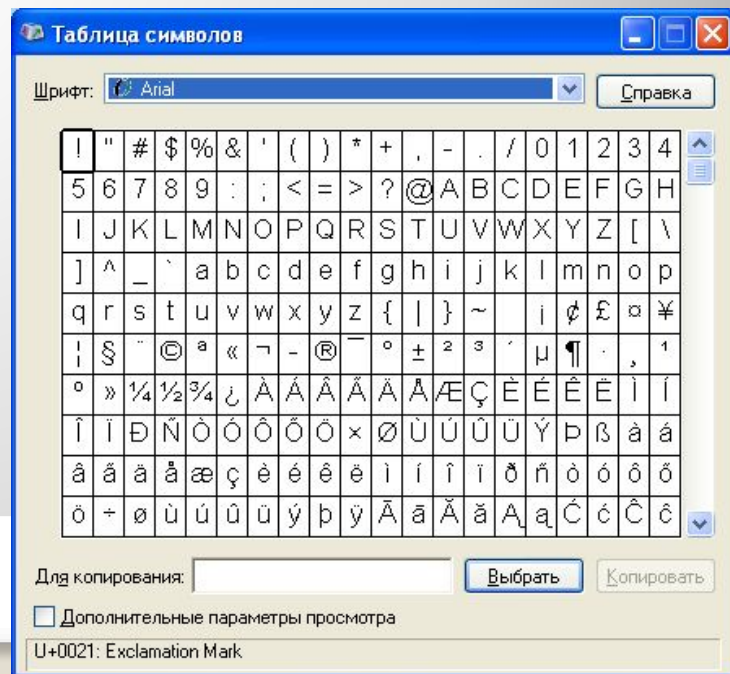 Таблица символов
Шрифт: Arial Справка
! " # $ % & ' ( ) * + , - . / 0 1 2 3 4
5 6 7 8 9 : ; < = > ? @ A B C D E F G H
I J K L M N O P Q R S T U V W X Y Z [ \
] ^ _ ` a b c d e f g h i j k l m n o p
q r s t u v w x y z { | } ~ ¡ ¢ £ ¤ ¥
¦ § ¨ © ª « ¬ - ® ¯ ° ± ² ³ ´ µ ¶ · ¸ ¹
º » ¼ ½ ¾ ¿ À Á Â Ã Ä Å Æ Ç È É Ê Ë Ì Í
Î Ï Ð Ñ Ò Ó Ô Õ Ö × Ø Ù Ú Û Ü Ý Þ ß à á
â ã ä å æ ç è é ê ë ì í î ï ð ñ ò ó ô õ
ö ÷ ø ù ú û ü ý þ ÿ Ā ā Ă ă Ą ą Ć ć Ĉ ĉ
Для копирования: Выбрать Копировать
Дополнительные параметры просмотра
U+0021: Exclamation Mark